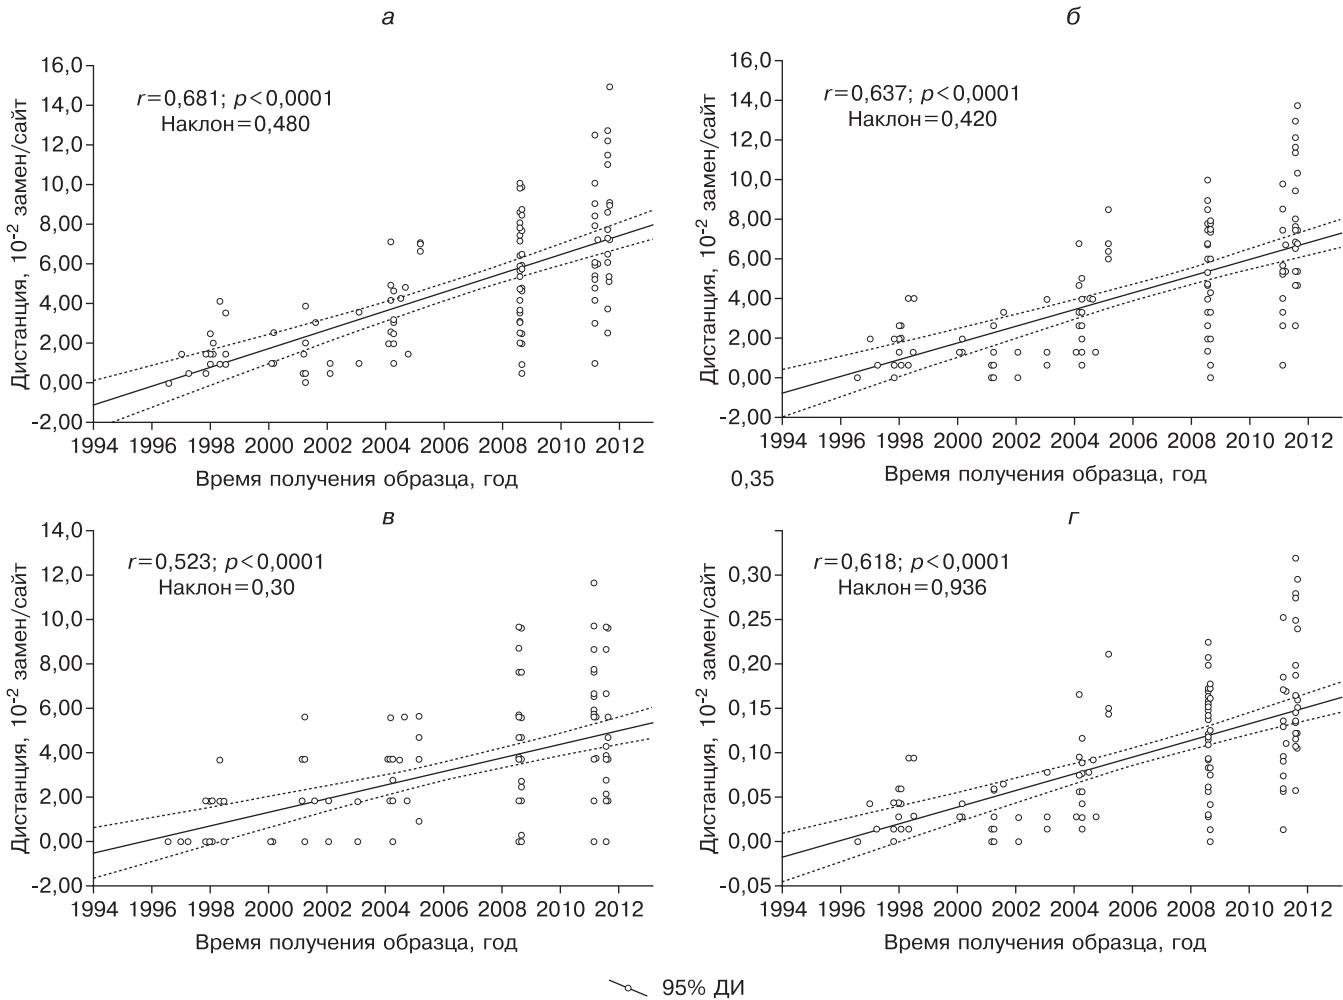 а
16,0
14,0
12,0
10,0
8,00
6,00
4,00
2,00
0,00
-2,00
Дистанция, 10-2 замен/сайт
r=0,681; p<0,0001
Наклон=0,480
1994 1996 1998 2000 2002 2004 2006 2008 2010 2012
Время получения образца, год
б
16,0
14,0
12,0
10,0
8,00
6,00
4,00
2,00
0,00
-2,00
Дистанция, 10-2 замен/сайт
r=0,637; p<0,0001
Наклон=0,420
1994 1996 1998 2000 2002 2004 2006 2008 2010 2012
Время получения образца, год
в
14,0
12,0
10,0
8,00
6,00
4,00
2,00
0,00
-2,00
Дистанция, 10-2 замен/сайт
r=0,523; p<0,0001
Наклон=0,30
1994 1996 1998 2000 2002 2004 2006 2008 2010 2012
Время получения образца, год
г
0,35
0,30
0,25
0,20
0,15
0,10
0,05
0,00
-0,05
Дистанция, 10-2 замен/сайт
r=0,618; p<0,0001
Наклон=0,936
1994 1996 1998 2000 2002 2004 2006 2008 2010 2012
Время получения образца, год
95% ДИ